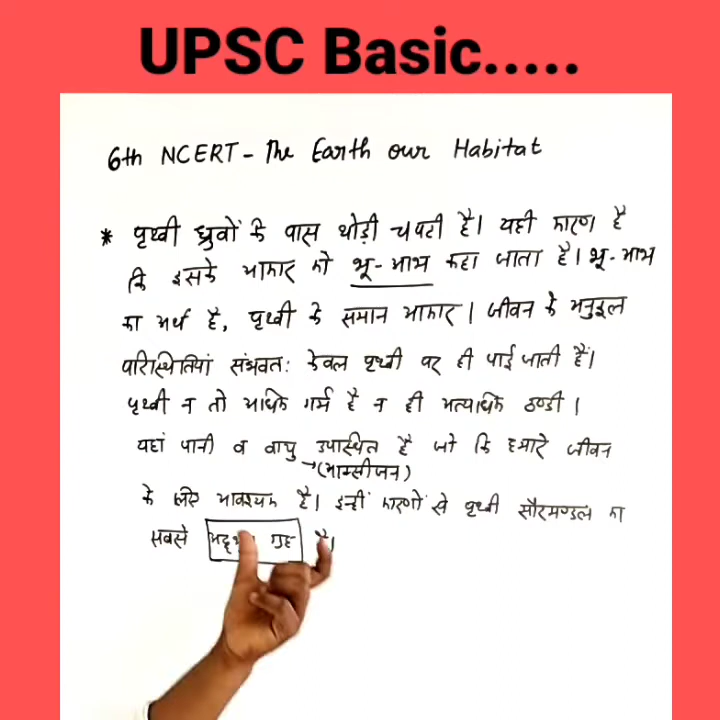 UPSC Basic.....
6th NCERT - The Earth our Habitat
* पृथ्वी ध्रुवों के पास थोड़ी चपटी है। यही कारण है
कि इसके आकार को भू-आभ कहा जाता है। भू-आभ
का अर्थ है, पृथ्वी के समान आकार। जीवन के अनुकूल
परिस्थितियां संभवत: केवल पृथ्वी पर ही पाई जाती हैं।
पृथ्वी न तो अधिक गर्म है न ही अत्यधिक ठण्डी।
यहां पानी व वायु उपास्थित है जो कि हमारे जीवन
→(आक्सीजन)
के लिए आवश्यक है। इन्हीं कारणों से पृथ्वी सौरमण्डल का
सबसे ग्रह है।